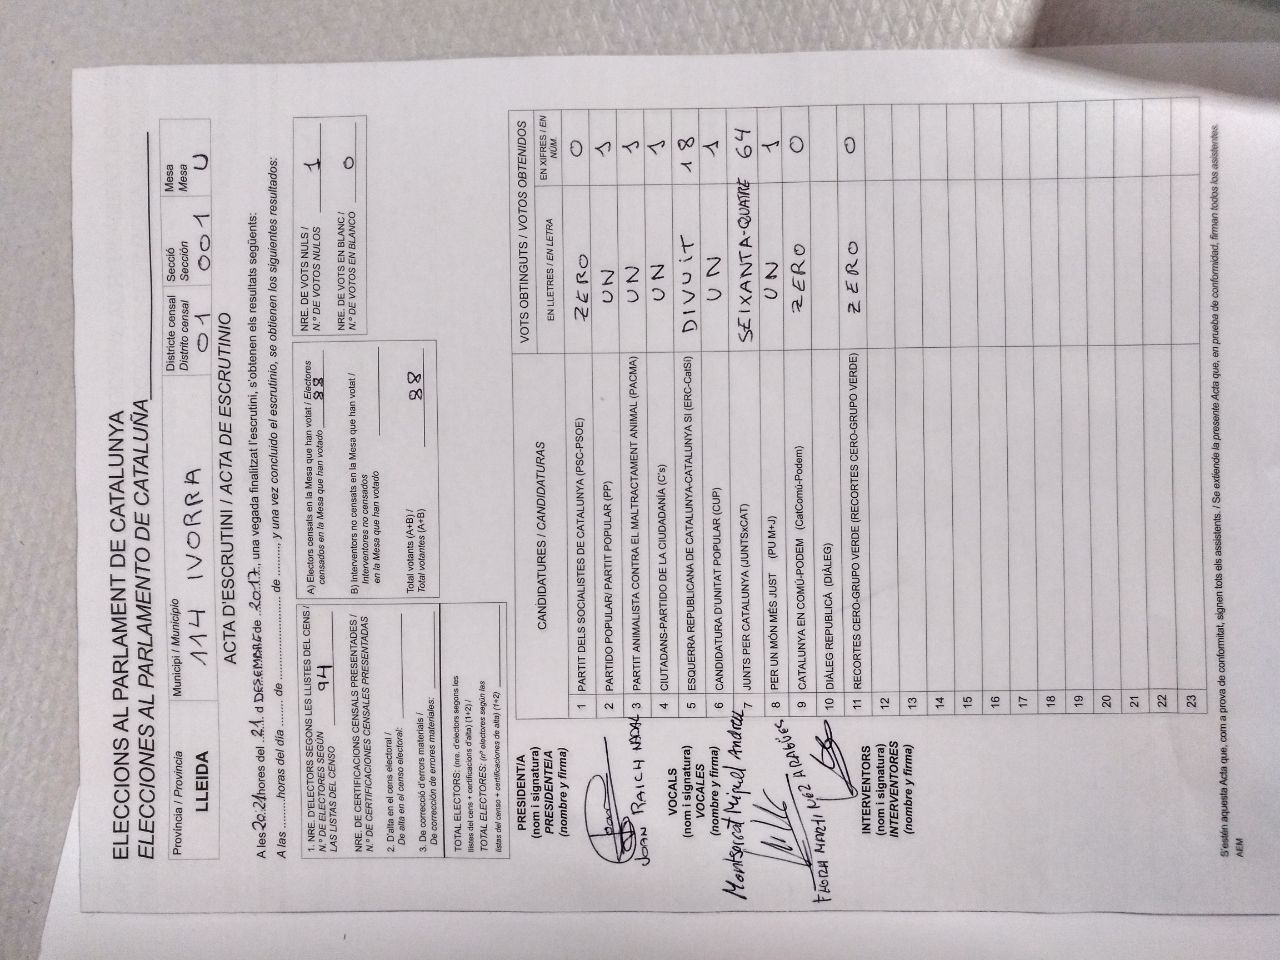 ELECCIONS AL PARLAMENT DE CATALUNYA
ELECCIONES AL PARLAMENTO DE CATALUÑA
Província / Provincia
LLEIDA
Municipi / Municipio
114 IVORRA
Districte censal
Distrito censal
01
Secció
Sección
001
Mesa
Mesa
U
ACTA D'ESCRUTINI / ACTA DE ESCRUTINIO
A les 20:21 hores del 21 d DESEMBRE de 2017, una vegada finalitzat l'escrutini, s'obtenen els resultats següents:
A las ..........horas del día ........ de ........................ de ........, y una vez concluido el escrutinio, se obtienen los siguientes resultados:
1. NRE. D'ELECTORS SEGONS LES LLISTES DEL CENS /
N.º DE ELECTORES SEGÚN
LAS LISTAS DEL CENSO 94
NRE. DE CERTIFICACIONS CENSALS PRESENTADES /
N.º DE CERTIFICACIONES CENSALES PRESENTADAS
2. D'alta en el cens electoral /
De alta en el censo electoral:
3. De correcció d'errors materials /
De corrección de errores materiales:
TOTAL ELECTORS: (nre. d'electors segons les
llistes del cens + certificacions d'alta) (1+2) /
TOTAL ELECTORES: (nº electores según las
listas del censo + certificaciones de alta) (1+2)
A) Electors censats en la Mesa que han votat / Electores
censados en la Mesa que han votado 88
B) Interventors no censats en la Mesa que han votat /
Interventores no censados
en la Mesa que han votado
Total votants (A+B) /
Total votantes (A+B) 88
NRE. DE VOTS NULS /
N.º DE VOTOS NULOS 1
NRE. DE VOTS EN BLANC /
N.º DE VOTOS EN BLANCO 0
CANDIDATURES / CANDIDATURAS
VOTS OBTINGUTS / VOTOS OBTENIDOS
EN LLETRES / EN LETRA
EN XIFRES / EN NÚM.
1 PARTIT DELS SOCIALISTES DE CATALUNYA (PSC-PSOE) ZERO 0
2 PARTIDO POPULAR/ PARTIT POPULAR (PP) UN 1
3 PARTIT ANIMALISTA CONTRA EL MALTRACTAMENT ANIMAL (PACMA) UN 1
4 CIUTADANS-PARTIDO DE LA CIUDADANÍA (C's) UN 1
5 ESQUERRA REPUBLICANA DE CATALUNYA-CATALUNYA SÍ (ERC-CatSí) DIVUIT 18
6 CANDIDATURA D'UNITAT POPULAR (CUP) UN 1
7 JUNTS PER CATALUNYA (JUNTSxCAT) SEIXANTA-QUATRE 64
8 PER UN MÓN MÉS JUST (PU M+J) UN 1
9 CATALUNYA EN COMÚ-PODEM (CatComú-Podem) ZERO 0
10 DIÀLEG REPUBLICÀ (DIÀLEG)
11 RECORTES CERO-GRUPO VERDE (RECORTES CERO-GRUPO VERDE) ZERO 0
12
13
14
15
16
17
18
19
20
21
22
23
PRESIDENTIA
(nom i signatura)
PRESIDENTEIA
(nombre y firma)
JOAN RAICH NADAL
VOCALS
(nom i signatura)
VOCALES
(nombre y firma)
Montserrat Miquel Andreu
MARTI ARABÜES
INTERVENTORS
(nom i signatura)
INTERVENTORES
(nombre y firma)
S'estén aquesta Acta que, com a prova de conformitat, signen tots els assistents. / Se extiende la presente Acta que, en prueba de conformidad, firman todos los asistentes.
AEM